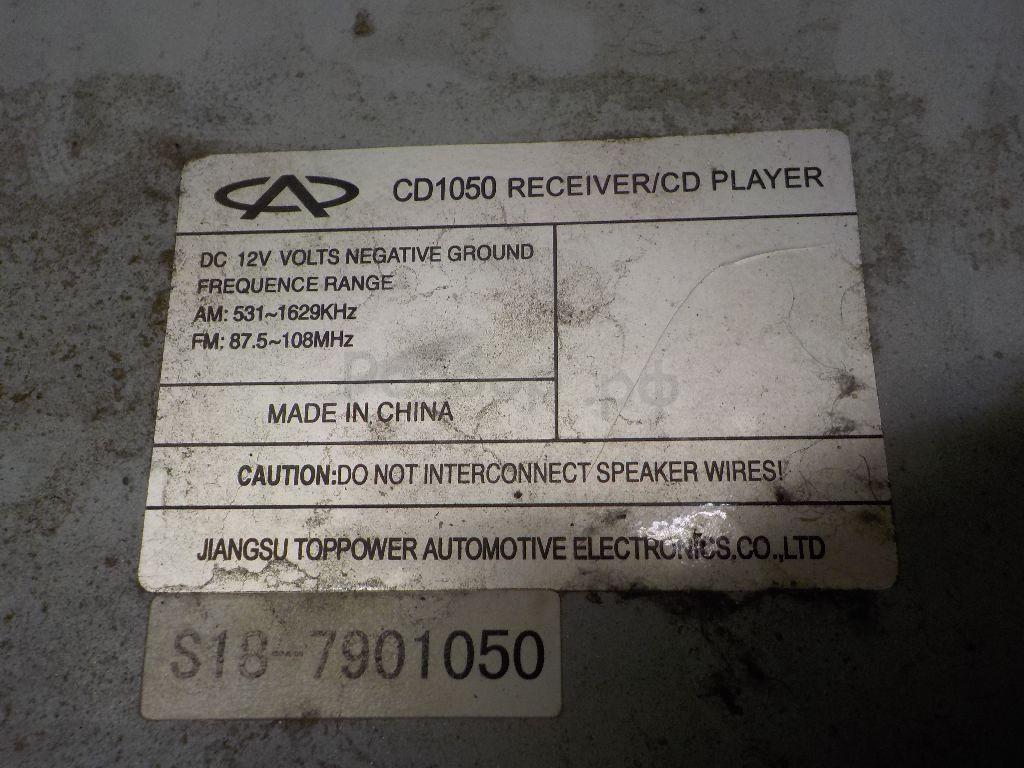 CD1050 RECEIVER/CD PLAYER
DC 12V VOLTS NEGATIVE GROUND
FREQUENCE RANGE
AM: 531~1629KHz
FM: 87.5~108MHz
MADE IN CHINA
CAUTION:DO NOT INTERCONNECT SPEAKER WIRES!
JIANGSU TOPPOWER AUTOMOTIVE ELECTRONICS.CO.,LTD
S18-7901050